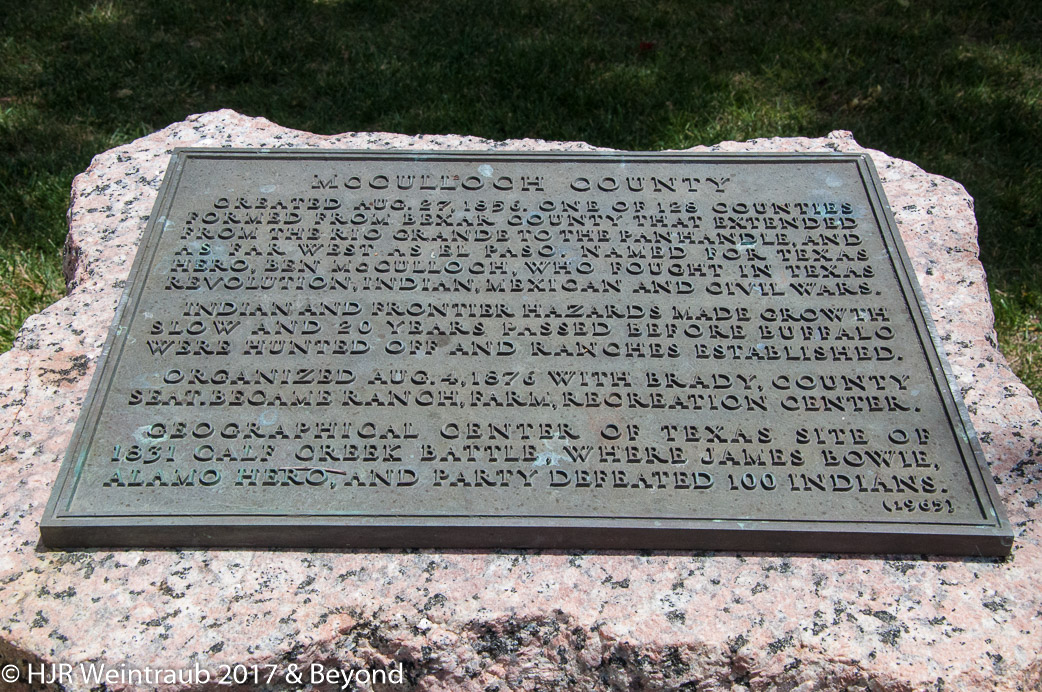 McCULLOCH COUNTY
CREATED AUG. 27, 1856, ONE OF 128 COUNTIES
FORMED FROM BEXAR COUNTY THAT EXTENDED
FROM THE RIO GRANDE TO THE PANHANDLE, AND
AS FAR WEST AS EL PASO. NAMED FOR TEXAS
HERO, BEN McCULLOCH, WHO FOUGHT IN TEXAS
REVOLUTION, INDIAN, MEXICAN AND CIVIL WARS.
INDIAN AND FRONTIER HAZARDS MADE GROWTH
SLOW AND 20 YEARS PASSED BEFORE BUFFALO
WERE HUNTED OFF AND RANCHES ESTABLISHED.
ORGANIZED AUG. 4, 1876 WITH BRADY, COUNTY
SEAT. BECAME RANCH, FARM, RECREATION CENTER.
GEOGRAPHICAL CENTER OF TEXAS SITE OF
1831 CALF CREEK BATTLE, WHERE JAMES BOWIE,
ALAMO HERO, AND PARTY DEFEATED 100 INDIANS.
(1965)
© HJR Weintraub 2017 & Beyond